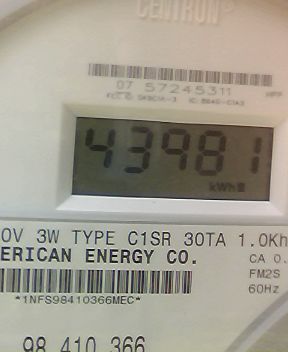 CENTRON®
07 57245311
43981
kWh
0V 3W TYPE C1SR 30TA 1.0Kh
ERICAN ENERGY CO.
CA 0.
FM2S
*1NFS98410366MEC*
60Hz
98 410 366